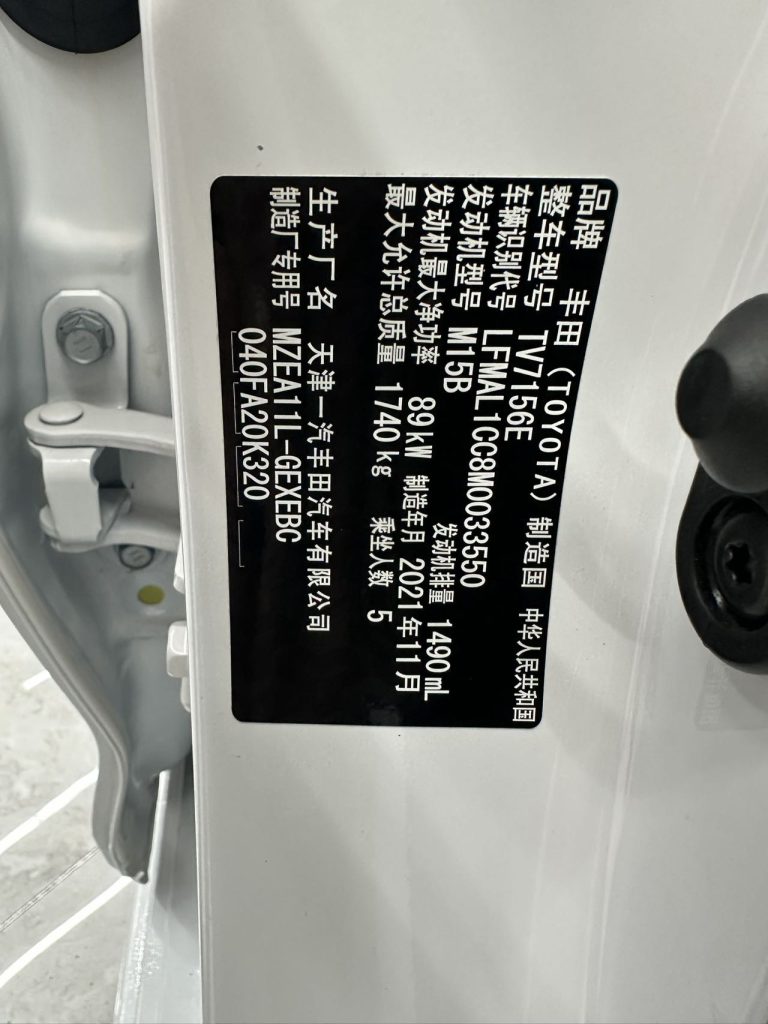 品牌 丰田(TOYOTA) 制造国 中华人民共和国
整车型号 TV7156E
车辆识别代号 LFMAL1CC8M0033550
发动机型号 M15B 发动机排量 1490mL
发动机最大净功率 89kW 制造年月 2021年11月
最大允许总质量 1740kg 乘坐人数 5
生产厂名 天津一汽丰田汽车有限公司
制造厂专用号 MZEA11L-GEXEBC
040FA20K320